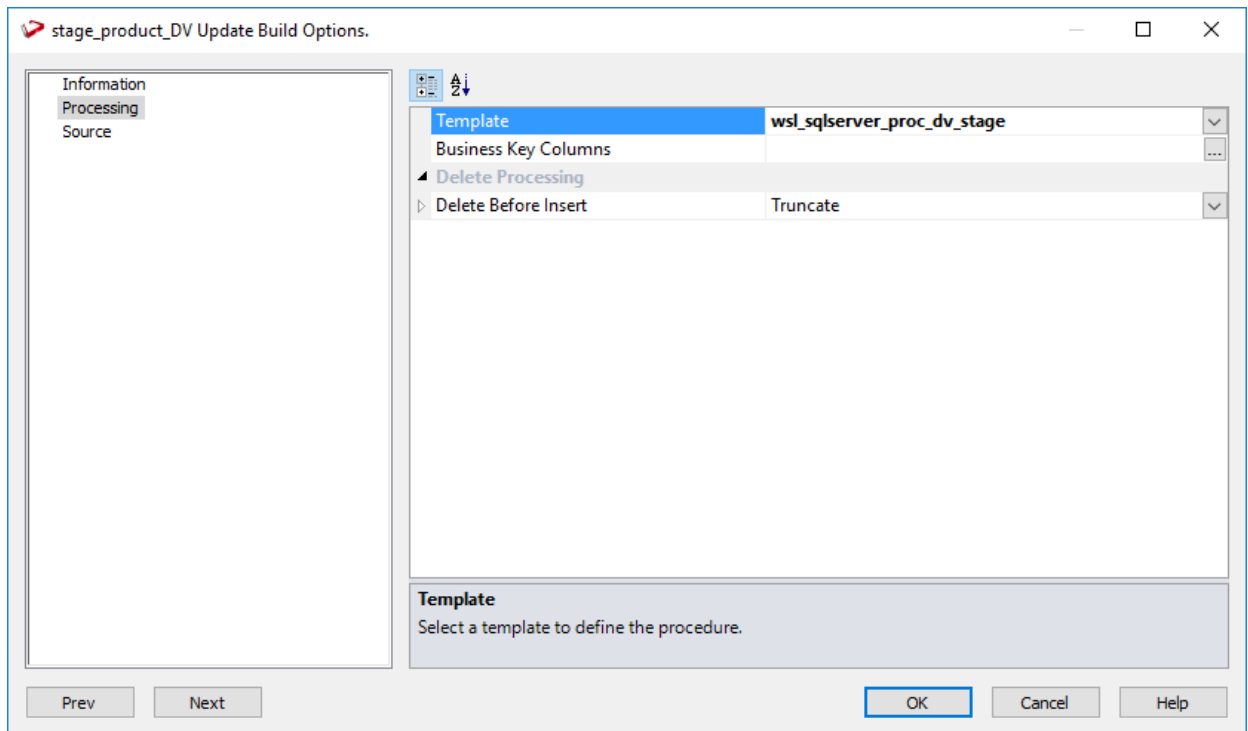 stage_product_DV Update Build Options.
Information
Processing
Source
A
Z
Template wsl_sqlserver_proc_dv_stage
Business Key Columns ...
Delete Processing
Delete Before Insert Truncate
Template
Select a template to define the procedure.
Prev Next OK Cancel Help